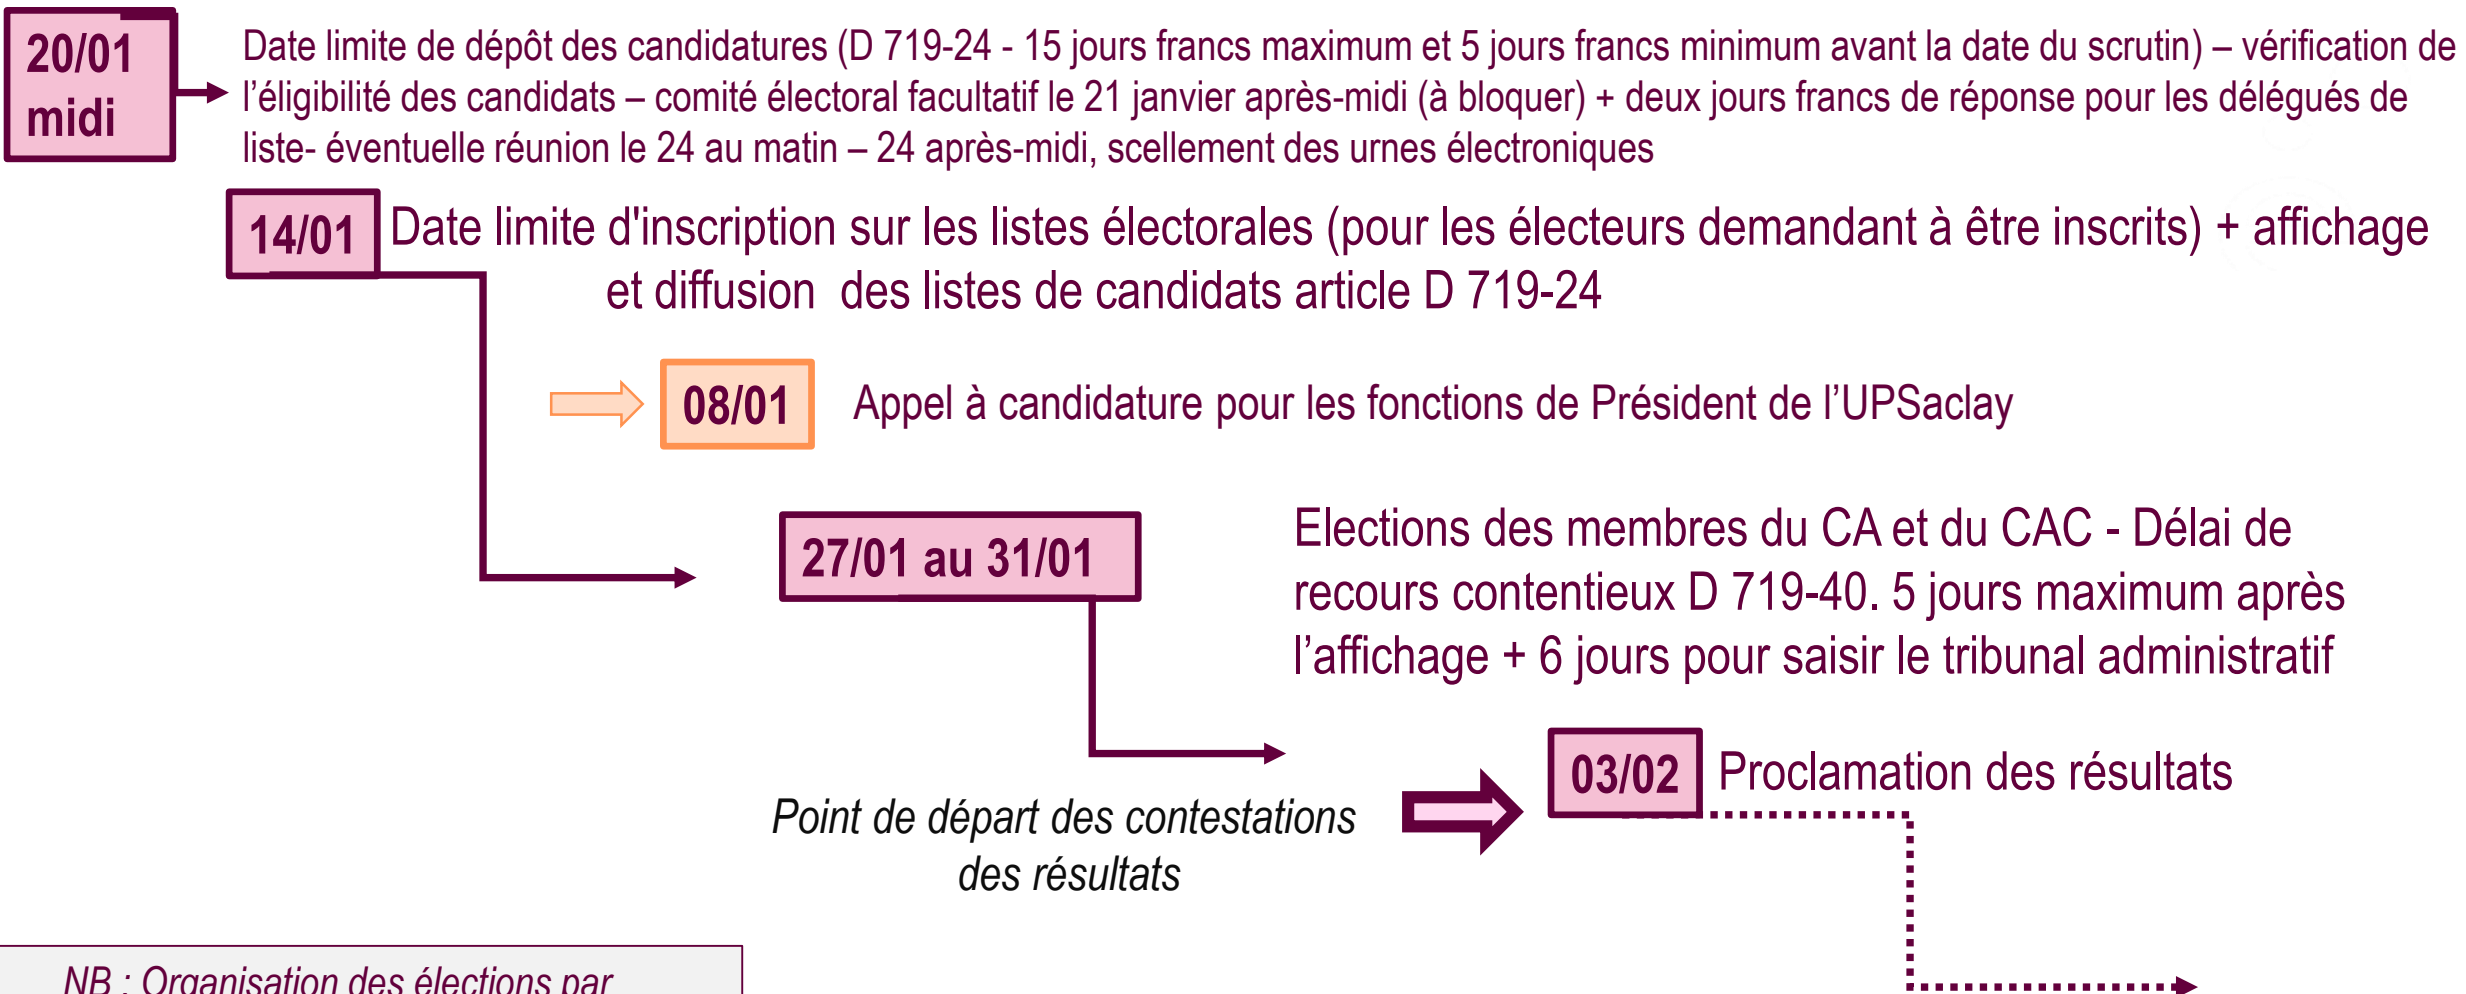 20/01
midi
Date limite de dépôt des candidatures (D 719-24 - 15 jours francs maximum et 5 jours francs minimum avant la date du scrutin) – vérification de
l’éligibilité des candidats – comité électoral facultatif le 21 janvier après-midi (à bloquer) + deux jours francs de réponse pour les délégués de
liste- éventuelle réunion le 24 au matin – 24 après-midi, scellement des urnes électroniques
14/01
Date limite d'inscription sur les listes électorales (pour les électeurs demandant à être inscrits) + affichage
et diffusion  des listes de candidats article D 719-24
08/01
Appel à candidature pour les fonctions de Président de l’UPSaclay
27/01 au 31/01
Elections des membres du CA et du CAC - Délai de
recours contentieux D 719-40. 5 jours maximum après
l’affichage + 6 jours pour saisir le tribunal administratif
03/02
Proclamation des résultats
Point de départ des contestations
des résultats
NB : Organisation des élections par